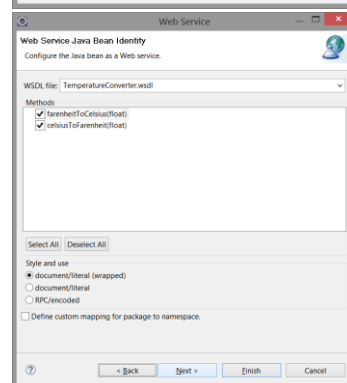 Web Service
Web Service Java Bean Identity
Configure the Java bean as a Web service.
WSDL file: TemperatureConverter.wsdl
Methods
farenheitToCelsius(float)
celsiusToFarenheit(float)
Select All Deselect All
Style and use
document/literal (wrapped)
document/literal
RPC/encoded
Define custom mapping for package to namespace.
< Back Next > Finish Cancel